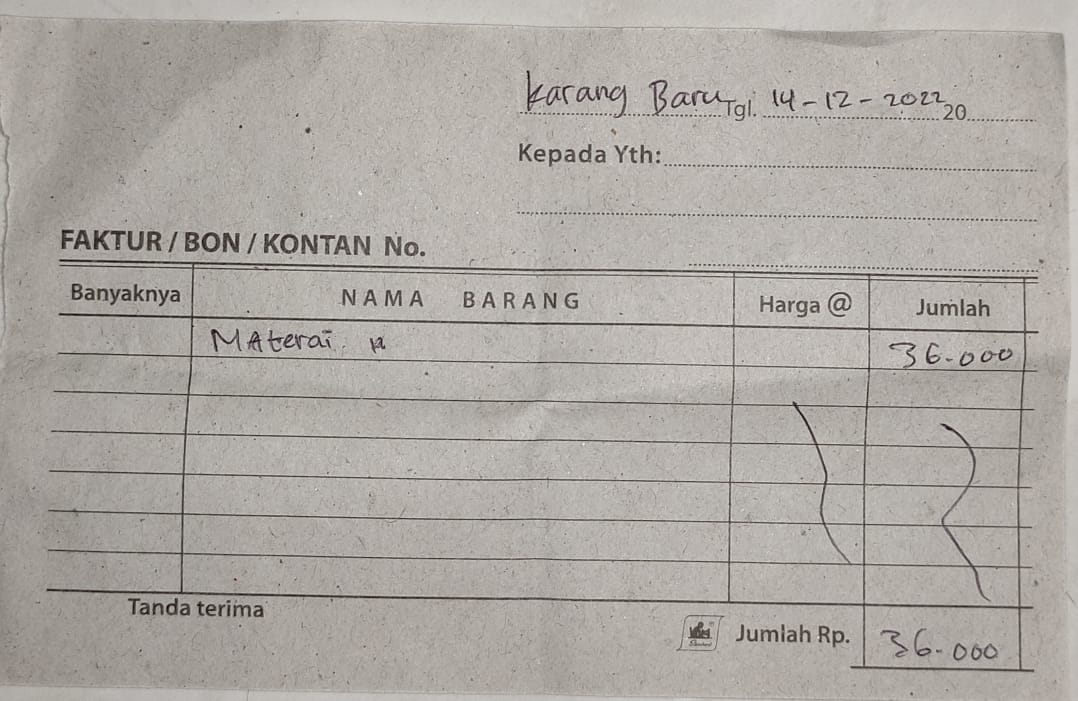 Karang Baru Tgl. 14-12-2022 20
Kepada Yth:
FAKTUR / BON / KONTAN No.
Banyaknya NAMA BARANG Harga @ Jumlah
MAterai 36.000
Tanda terima
Jumlah Rp. 36.000